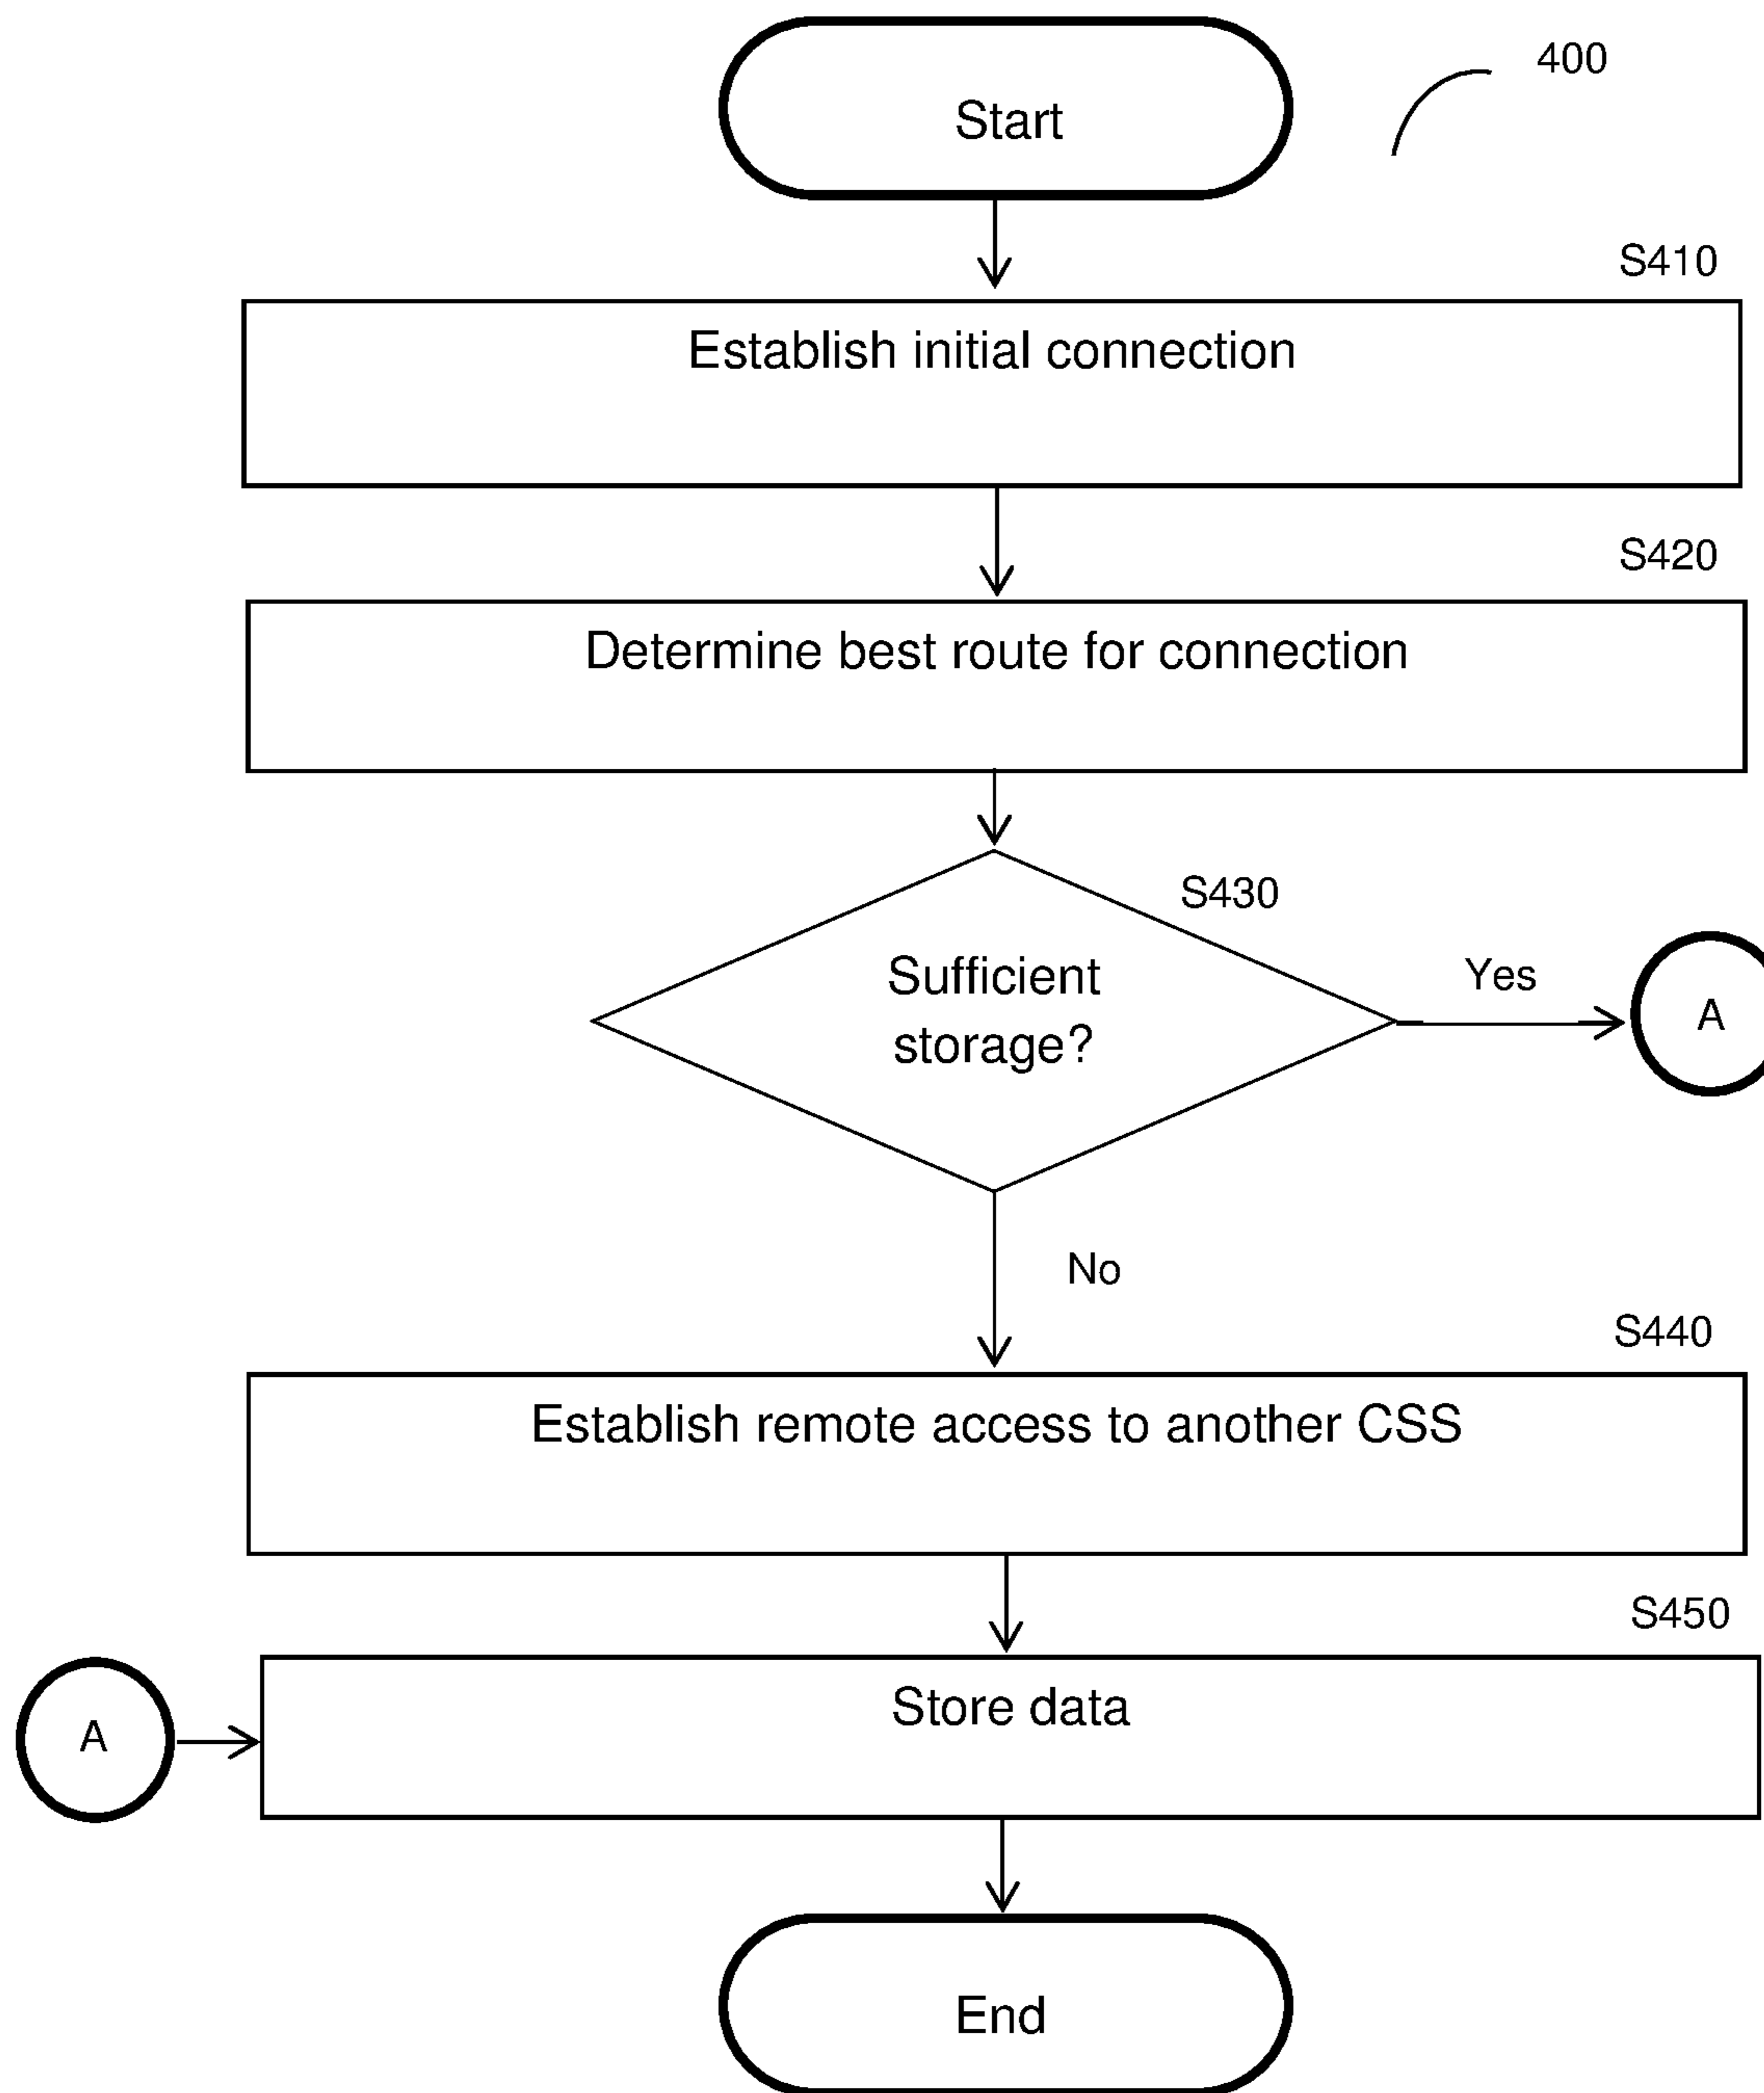 Start
400
S410
Establish initial connection
S420
Determine best route for connection
S430
Sufficient
storage?
Yes
A
No
S440
Establish remote access to another CSS
S450
A
Store data
End